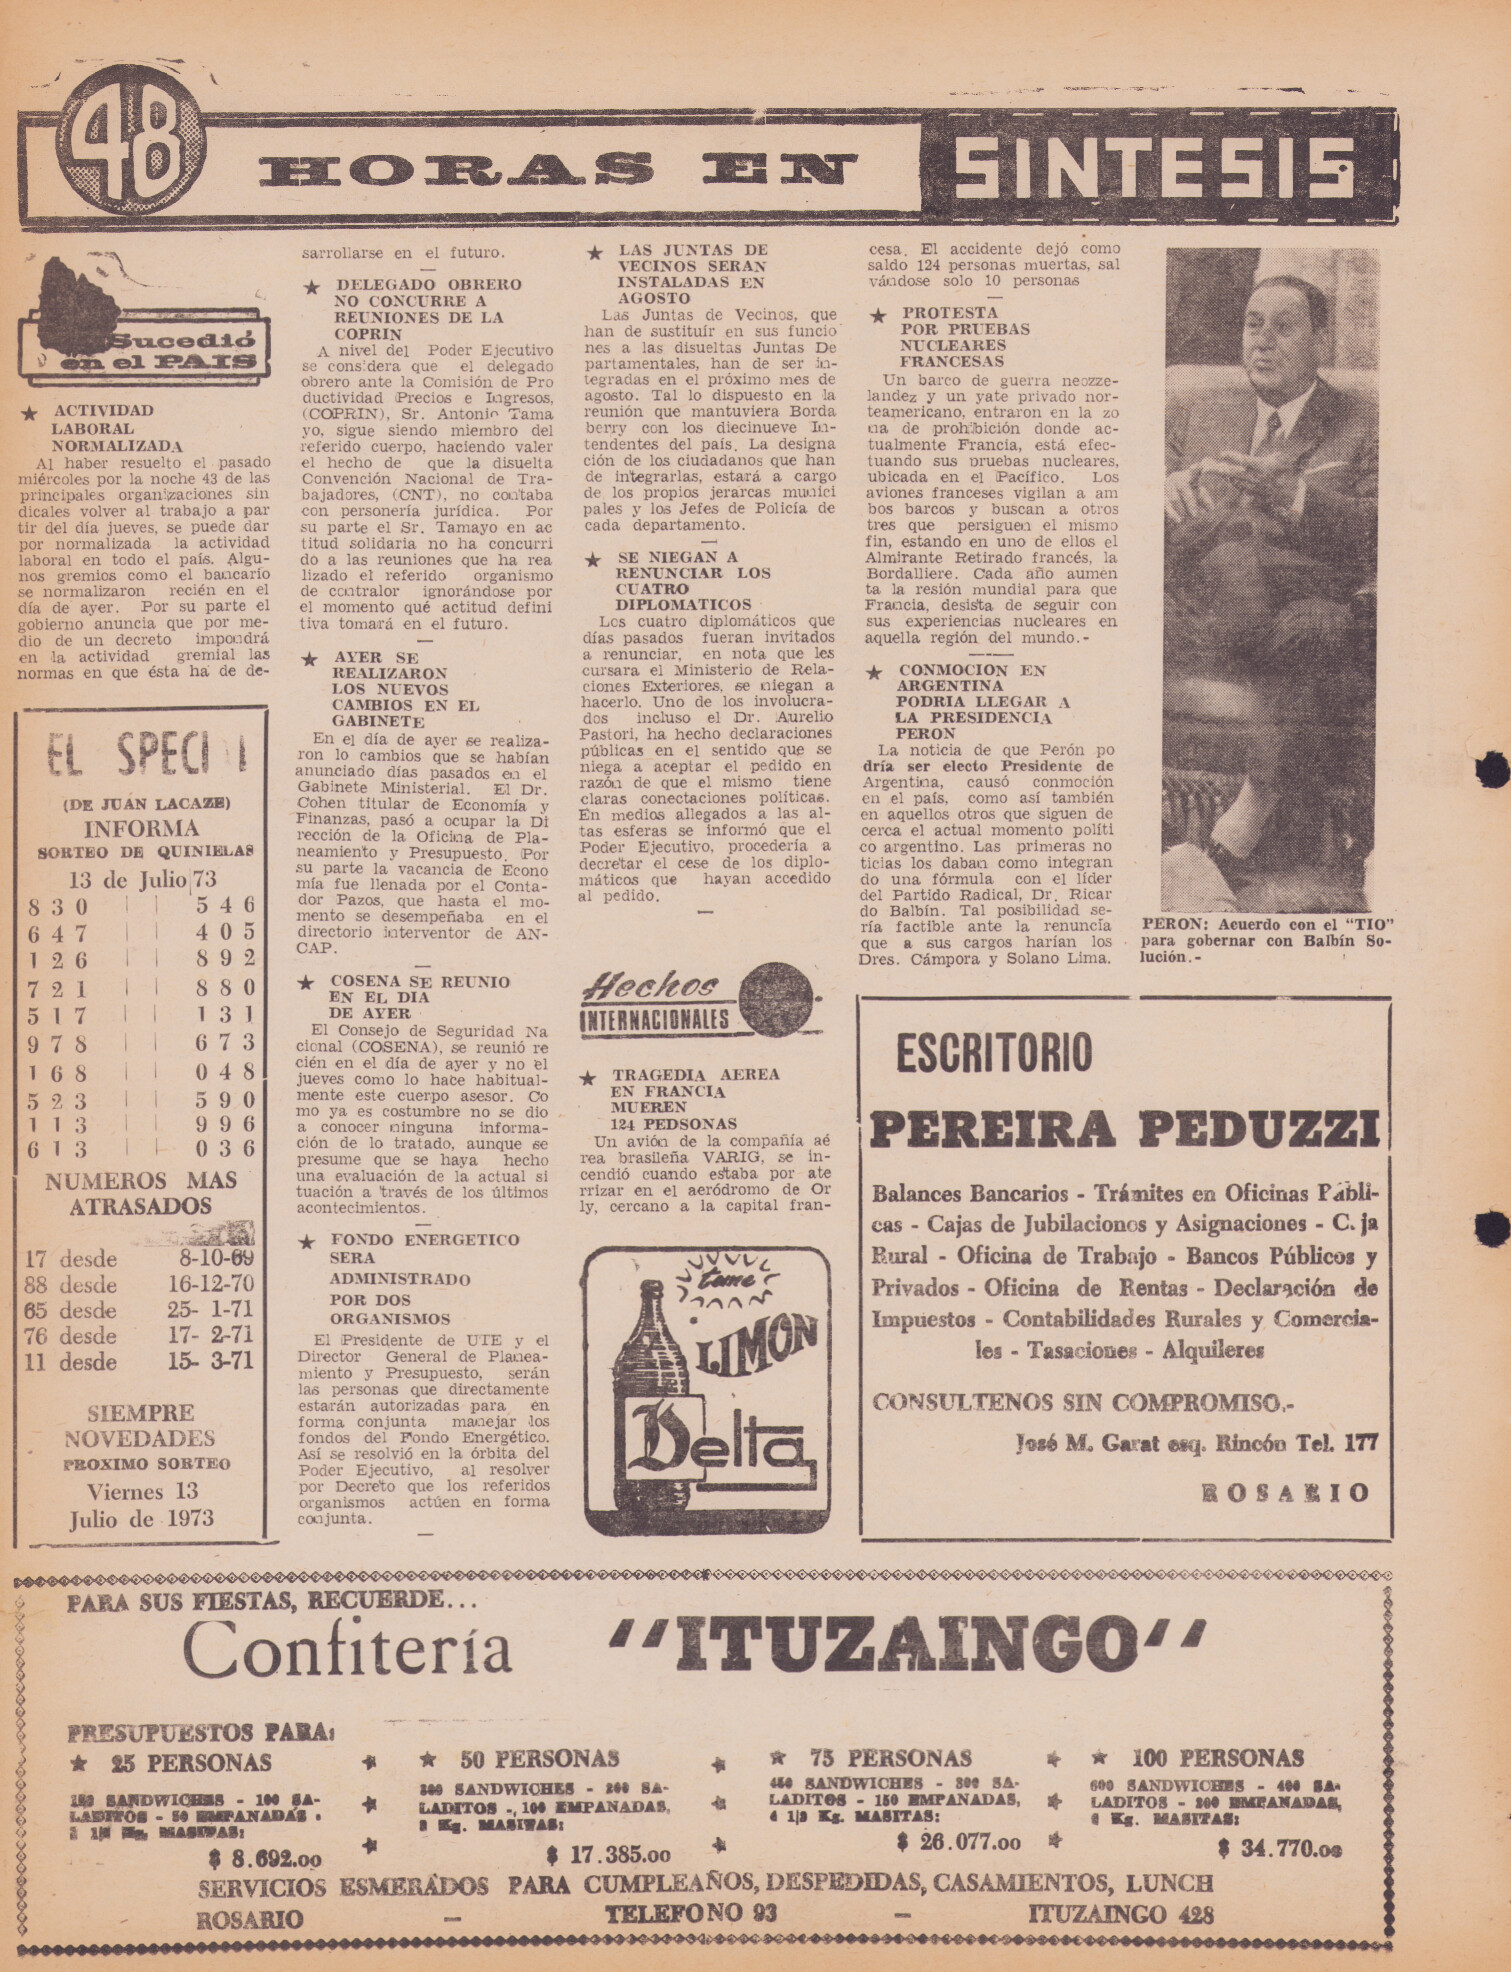 48
HORAS EN
SINTESIS
Sucedió
en el PAIS
★ ACTIVIDAD
LABORAL
NORMALIZADA
Al haber resuelto el pasado
miércoles por la noche 43 de las
principales organizaciones sin
dicales volver al trabajo a par
tir del día jueves, se puede dar
por normalizada la actividad
laboral en todo el país. Algu-
nos gremios como el bancario
se normalizaron recién en el
día de ayer. Por su parte el
gobierno anuncia que por me-
dio de un decreto impondrá
en la actividad gremial las
normas en que ésta ha de de-
EL SPECI
(DE JUAN LACAZE)
INFORMA
SORTEO DE QUINIELAS
13 de Julio 73
830 | | 546
647 | | 405
126 | | 892
721 | | 880
517 | | 131
978 | | 673
168 | | 048
523 | | 590
113 | | 996
613 | | 036
NUMEROS MAS
ATRASADOS
17 desde 8-10-69
88 desde 16-12-70
65 desde 25- 1-71
76 desde 17- 2-71
11 desde 15- 3-71
SIEMPRE
NOVEDADES
PROXIMO SORTEO
Viernes 13
Julio de 1973
sarrollarse en el futuro.
★ DELEGADO OBRERO
NO CONCURRE A
REUNIONES DE LA
COPRIN
A nivel del Poder Ejecutivo
se considera que el delegado
obrero ante la Comisión de Pro
ductividad Precios e Ingresos,
(COPRIN), Sr. Antonio Tama
yo, sigue siendo miembro del
referido cuerpo, haciendo valer
el hecho de que la disuelta
Convención Nacional de Tra-
bajadores, (CNT), no contaba
con personería jurídica. Por
su parte el Sr. Tamayo en ac
titud solidaria no ha concurri
do a las reuniones que ha rea
lizado el referido organismo
de contralor ignorándose por
el momento qué actitud defini
tiva tomará en el futuro.
★ AYER SE
REALIZARON
LOS NUEVOS
CAMBIOS EN EL
GABINETE
En el día de ayer se realiza-
ron lo cambios que se habían
anunciado días pasados en el
Gabinete Ministerial. El Dr.
Cohen titular de Economía y
Finanzas, pasó a ocupar la Di
rección de la Oficina de Pla-
neamiento y Presupuesto. Por
su parte la vacancia de Econo
mía fue llenada por el Conta-
dor Pazos, que hasta el mo-
mento se desempeñaba en el
directorio interventor de AN-
CAP.
★ COSENA SE REUNIO
EN EL DIA
DE AYER
El Consejo de Seguridad Na
cional (COSENA), se reunió re
cién en el día de ayer y no el
jueves como lo hace habitual-
mente este cuerpo asesor. Co
mo ya es costumbre no se dio
a conocer ninguna informa-
ción de lo tratado, aunque se
presume que se haya hecho
una evaluación de la actual si
tuación a través de los últimos
acontecimientos.
★ FONDO ENERGETICO
SERA
ADMINISTRADO
POR DOS
ORGANISMOS
El Presidente de UTE y el
Director General de Planea-
miento y Presupuesto, serán
las personas que directamente
estarán autorizadas para en
forma conjunta manejar los
fondos del Fondo Energético.
Así se resolvió en la órbita del
Poder Ejecutivo, al resolver
por Decreto que los referidos
organismos actúen en forma
conjunta.
★ LAS JUNTAS DE
VECINOS SERAN
INSTALADAS EN
AGOSTO
Las Juntas de Vecinos, que
han de sustituír en sus funcio
nes a las disueltas Juntas De
partamentales, han de ser in-
tegradas en el próximo mes de
agosto. Tal lo dispuesto en la
reunión que mantuviera Borda
berry con los diecinueve In-
tendentes del país. La designa
ción de los ciudadanos que han
de integrarlas, estará a cargo
de los propios jerarcas munici
pales y los Jefes de Policía de
cada departamento.
★ SE NIEGAN A
RENUNCIAR LOS
CUATRO
DIPLOMATICOS
Los cuatro diplomáticos que
días pasados fueran invitados
a renunciar, en nota que les
cursara el Ministerio de Rela-
ciones Exteriores, se niegan a
hacerlo. Uno de los involucra-
dos incluso el Dr. Aurelio
Pastori, ha hecho declaraciones
públicas en el sentido que se
niega a aceptar el pedido en
razón de que el mismo tiene
claras conectaciones políticas.
En medios allegados a las al-
tas esferas se informó que el
Poder Ejecutivo, procedería a
decretar el cese de los diplo-
máticos que hayan accedido
al pedido.
Hechos
INTERNACIONALES
★ TRAGEDIA AEREA
EN FRANCIA
MUEREN
124 PEDSONAS
Un avión de la compañía aé
rea brasileña VARIG, se in-
cendió cuando estaba por ate
rrizar en el aeródromo de Or
ly, cercano a la capital fran-
tome
LIMON
Delta
cesa. El accidente dejó como
saldo 124 personas muertas, sal
vándose solo 10 personas
★ PROTESTA
POR PRUEBAS
NUCLEARES
FRANCESAS
Un barco de guerra neozze-
landez y un yate privado nor-
teamericano, entraron en la zo
na de prohibición donde ac-
tualmente Francia, está efec-
tuando sus pruebas nucleares,
ubicada en el Pacífico. Los
aviones franceses vigilan a am
bos barcos y buscan a otros
tres que persiguen el mismo
fin, estando en uno de ellos el
Almirante Retirado francés, la
Bordalliere. Cada año aumen
ta la resión mundial para que
Francia, desista de seguir con
sus experiencias nucleares en
aquella región del mundo.-
★ CONMOCION EN
ARGENTINA
PODRIA LLEGAR A
LA PRESIDENCIA
PERON
La noticia de que Perón po
dría ser electo Presidente de
Argentina, causó conmoción
en el país, como así también
en aquellos otros que siguen de
cerca el actual momento políti
co argentino. Las primeras no
ticias los daban como integran
do una fórmula con el líder
del Partido Radical, Dr. Ricar
do Balbín. Tal posibilidad se-
ría factible ante la renuncia
que a sus cargos harían los
Dres. Cámpora y Solano Lima.
PERON: Acuerdo con el "TIO"
para gobernar con Balbín So-
lución.-
ESCRITORIO
PEREIRA PEDUZZI
Balances Bancarios - Trámites en Oficinas Públi-
cas - Cajas de Jubilaciones y Asignaciones - C.ja
Rural - Oficina de Trabajo - Bancos Públicos y
Privados - Oficina de Rentas - Declaración de
Impuestos - Contabilidades Rurales y Comercia-
les - Tasaciones - Alquileres
CONSULTENOS SIN COMPROMISO.-
José M. Garat esq. Rincón Tel. 177
ROSARIO
PARA SUS FIESTAS, RECUERDE...
Confitería "ITUZAINGO"
PRESUPUESTOS PARA:
★ 25 PERSONAS
150 SANDWICHES - 100 SA-
LADITOS - 50 EMPANADAS,
1 1/2 Kg. MASITAS:
$ 8.692.00
★ 50 PERSONAS
300 SANDWICHES - 200 SA-
LADITOS -, 100 EMPANADAS,
3 Kg. MASITAS:
$ 17.385.00
★ 75 PERSONAS
450 SANDWICHES - 300 SA-
LADITOS - 150 EMPANADAS,
4 1/2 Kg. MASITAS:
$ 26.077.00
★ 100 PERSONAS
600 SANDWICHES - 400 SA-
LADITOS - 200 EMPANADAS,
6 Kg. MASITAS:
$ 34.770.00
SERVICIOS ESMERADOS PARA CUMPLEAÑOS, DESPEDIDAS, CASAMIENTOS, LUNCH
ROSARIO - TELEFONO 93 - ITUZAINGO 428